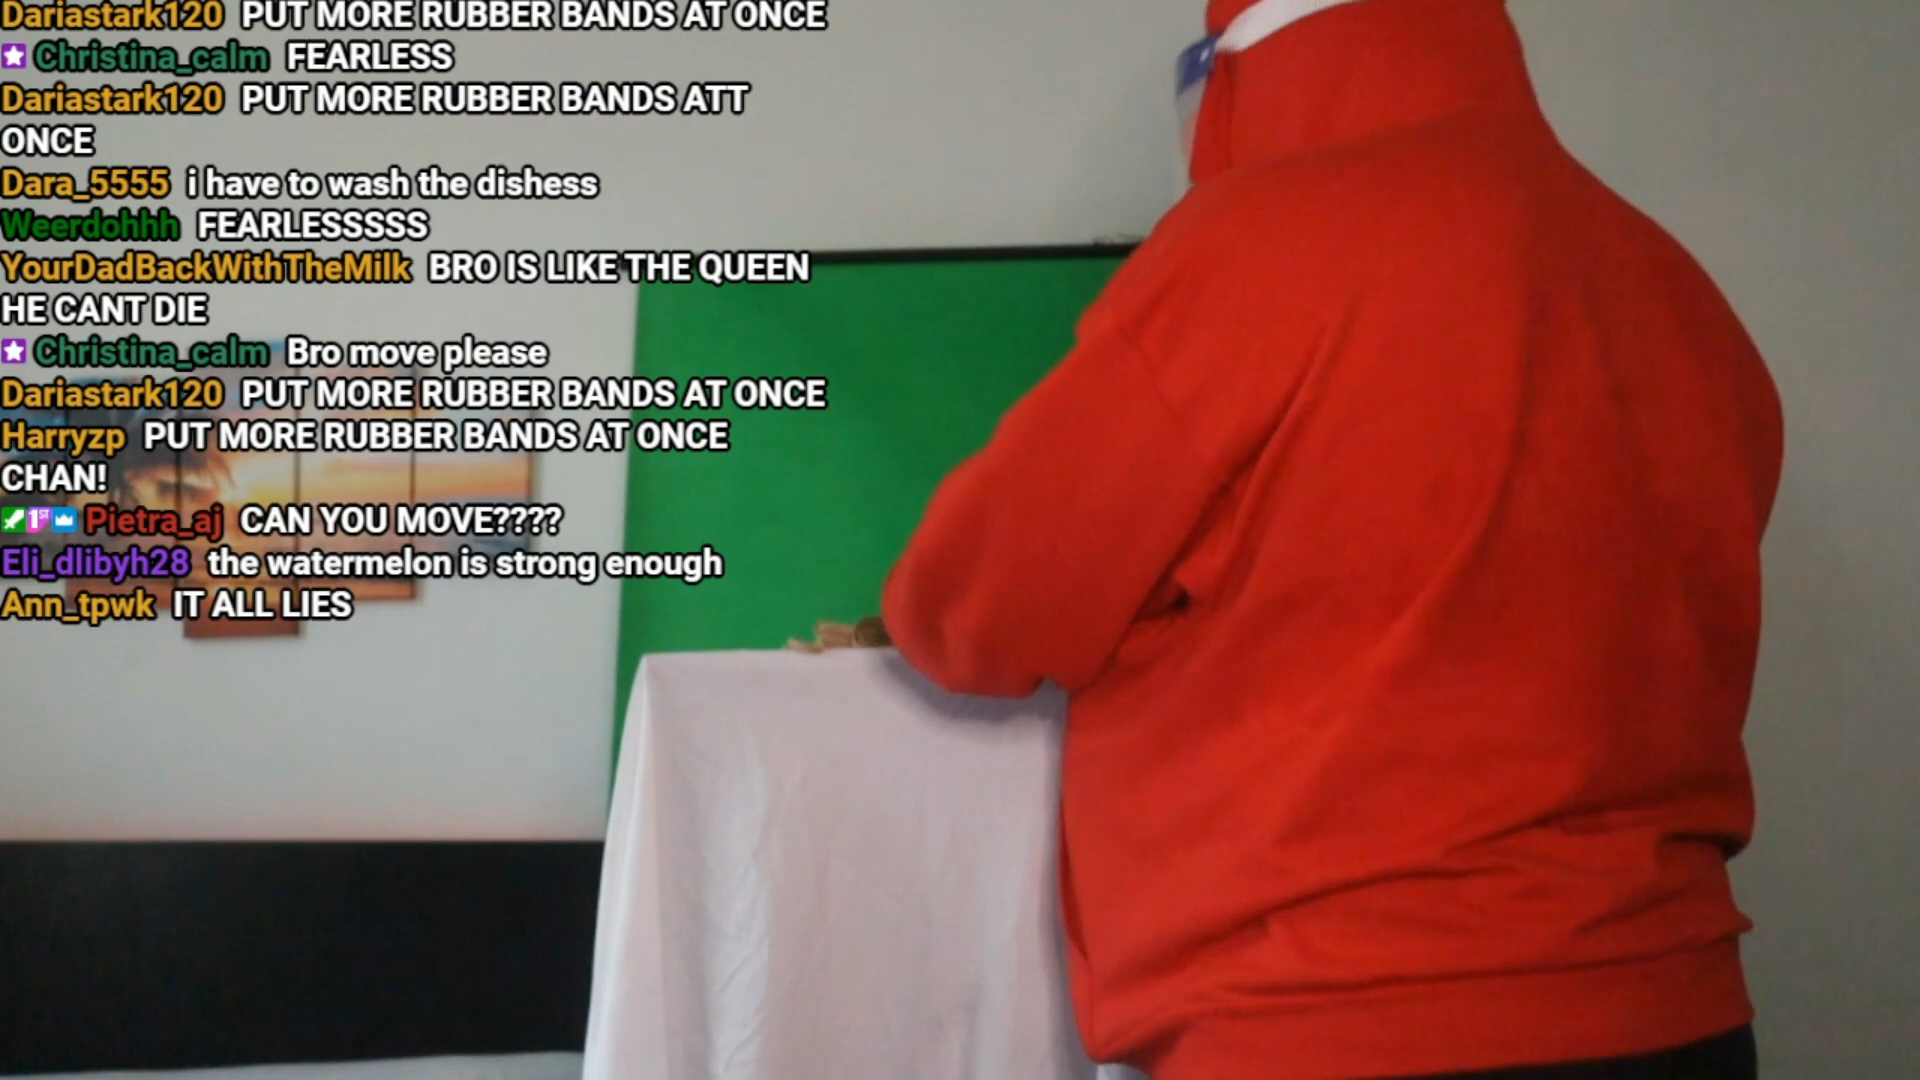 Dariastark120 PUT MORE RUBBER BANDS AT ONCE
Christina_calm FEARLESS
Dariastark120 PUT MORE RUBBER BANDS ATT
ONCE
Dara_5555 i have to wash the dishess
Weerdohhh FEARLESSSSS
YourDadBackWithTheMilk BRO IS LIKE THE QUEEN
HE CANT DIE
Christina_calm Bro move please
Dariastark120 PUT MORE RUBBER BANDS AT ONCE
Harryzp PUT MORE RUBBER BANDS AT ONCE
CHAN!
1ST Pietra_aj CAN YOU MOVE????
Eli_dlibyh28 the watermelon is strong enough
Ann_tpwk IT ALL LIES